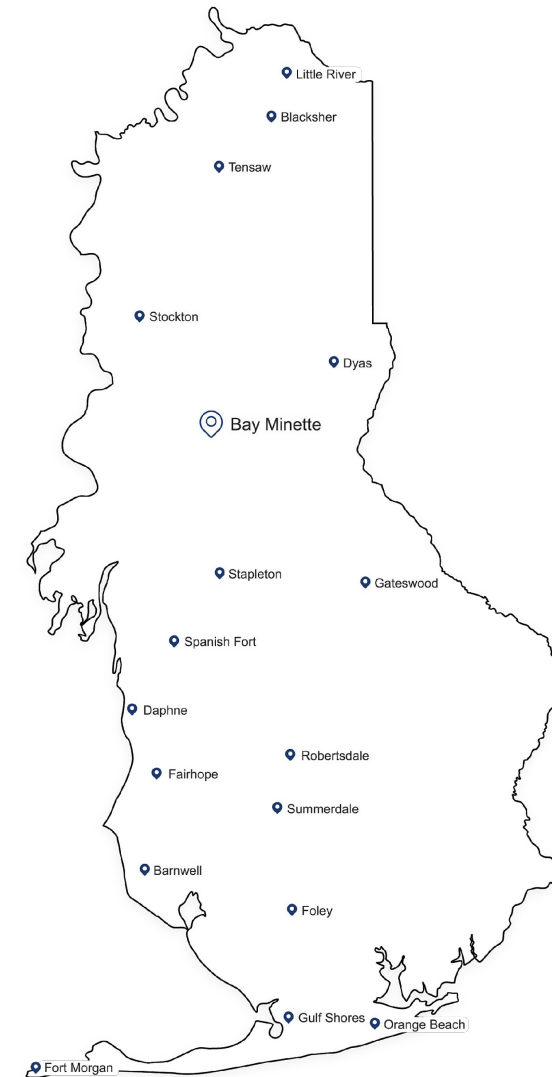 Little River
Blacksher
Tensaw
Stockton
Dyas
Bay Minette
Stapleton
Gateswood
Spanish Fort
Daphne
Robertsdale
Fairhope
Summerdale
Barnwell
Foley
Gulf Shores
Orange Beach
Fort Morgan